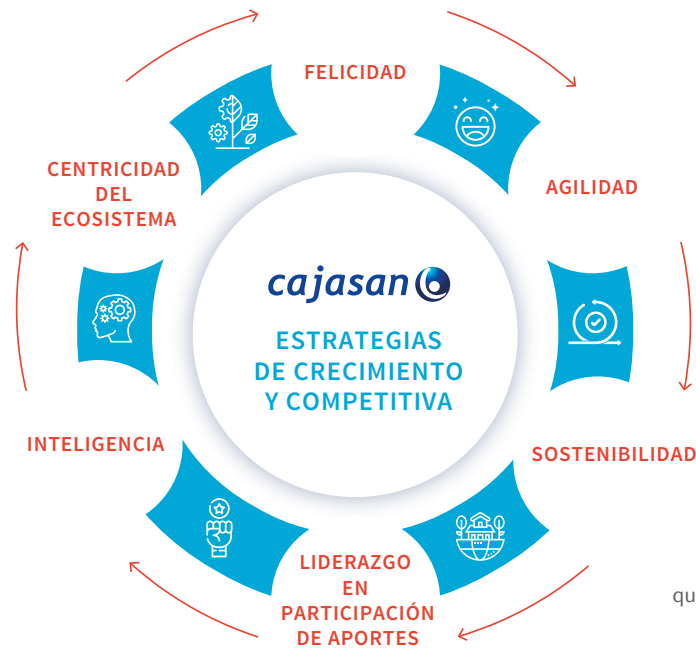 FELICIDAD
CENTRICIDAD
DEL
ECOSISTEMA
AGILIDAD
cajasan
ESTRATEGIAS
DE CRECIMIENTO
Y COMPETITIVA
INTELIGENCIA
SOSTENIBILIDAD
LIDERAZGO
EN
PARTICIPACIÓN
DE APORTES
qu